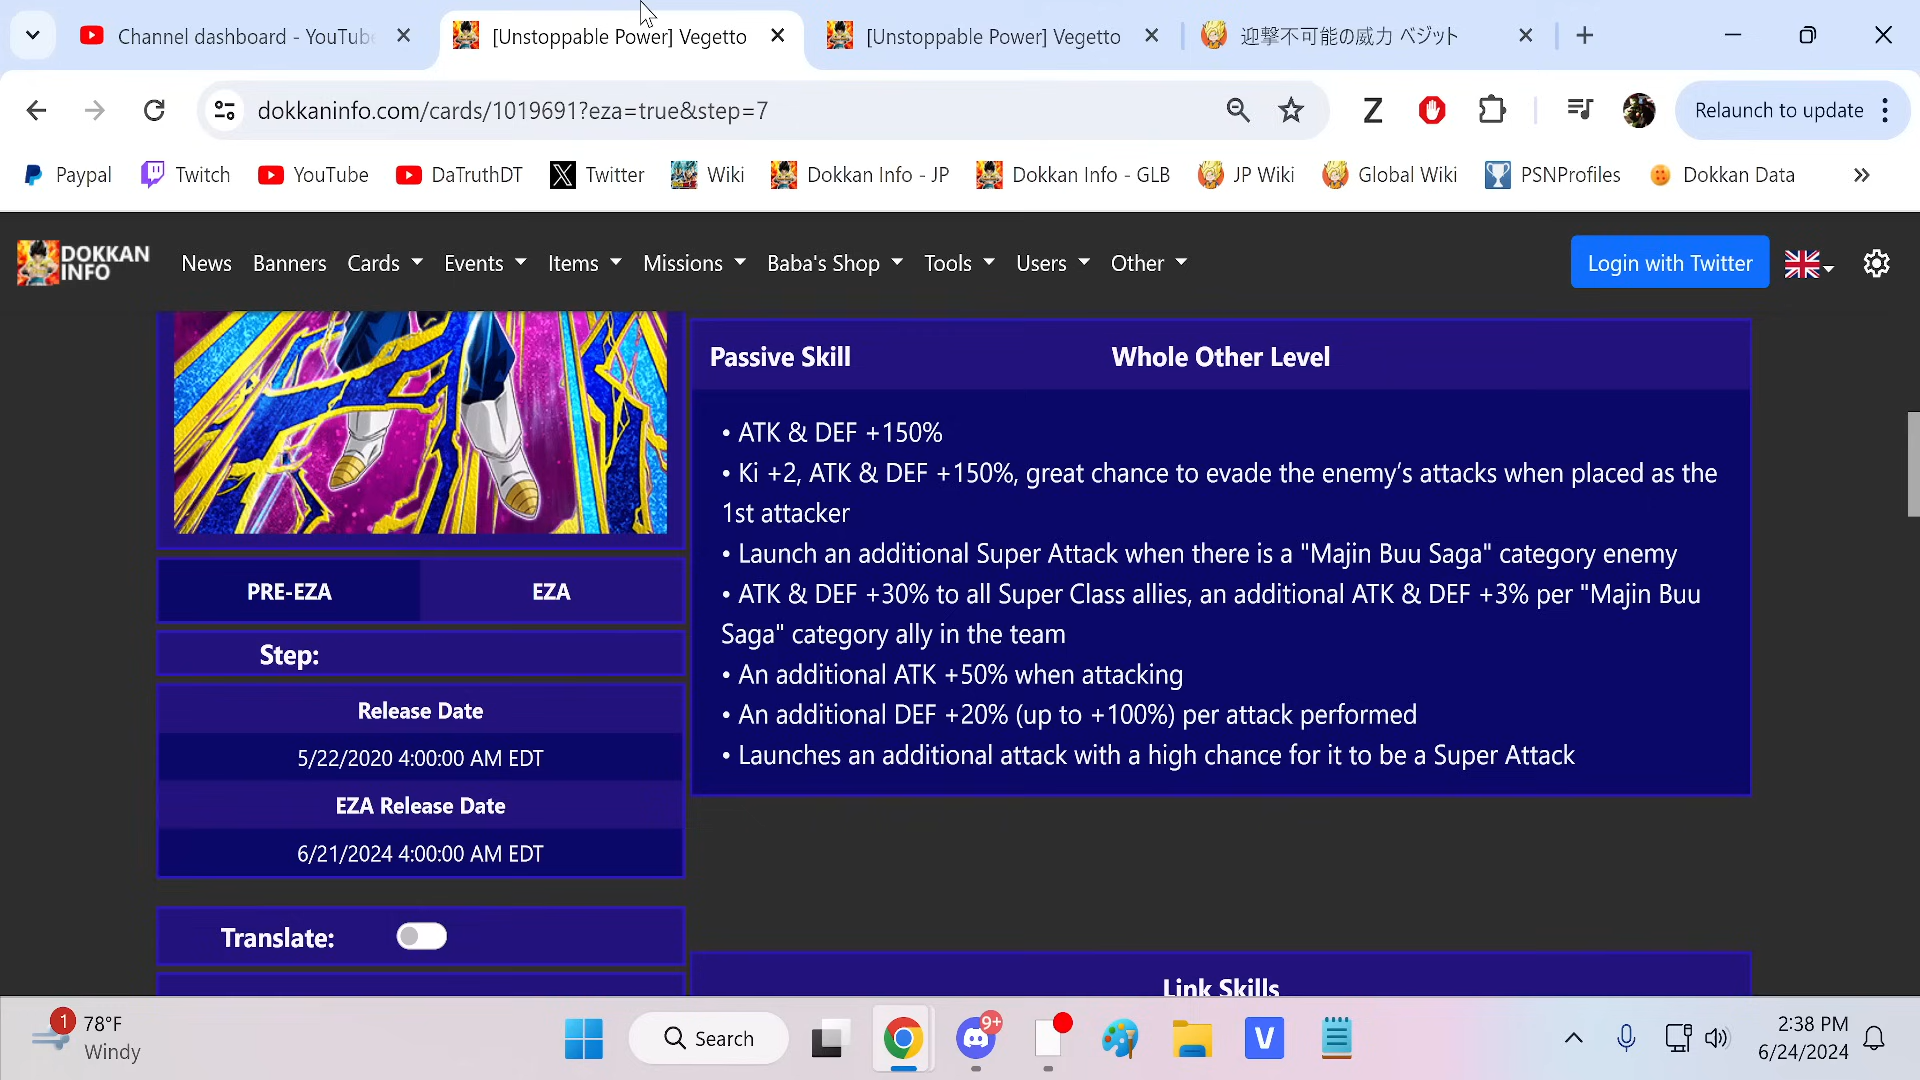 Channel dashboard - YouTube
[Unstoppable Power] Vegetto
[Unstoppable Power] Vegetto
迎撃不可能の威力 ベジット
dokkaninfo.com/cards/1019691?eza=true&step=7
Z
Relaunch to update
Paypal
Twitch
YouTube
DaTruthDT
Twitter
Wiki
Dokkan Info - JP
Dokkan Info - GLB
JP Wiki
Global Wiki
PSNProfiles
Dokkan Data
DOKKAN
INFO
News
Banners
Cards
Events
Items
Missions
Baba's Shop
Tools
Users
Other
Login with Twitter
Passive Skill
Whole Other Level
• ATK & DEF +150%
• Ki +2, ATK & DEF +150%, great chance to evade the enemy's attacks when placed as the
1st attacker
• Launch an additional Super Attack when there is a "Majin Buu Saga" category enemy
• ATK & DEF +30% to all Super Class allies, an additional ATK & DEF +3% per "Majin Buu
Saga" category ally in the team
• An additional ATK +50% when attacking
• An additional DEF +20% (up to +100%) per attack performed
• Launches an additional attack with a high chance for it to be a Super Attack
PRE-EZA
EZA
Step:
Release Date
5/22/2020 4:00:00 AM EDT
EZA Release Date
6/21/2024 4:00:00 AM EDT
Translate:
Link Skills
1
78°F
Windy
Search
9+
V
2:38 PM
6/24/2024